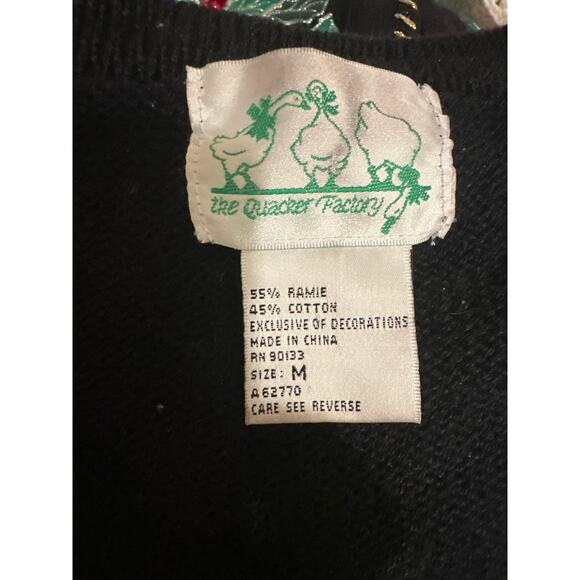 the Quacker Factory
55% RAMIE
45% COTTON
EXCLUSIVE OF DECORATIONS
MADE IN CHINA
RN 90133
SIZE: M
A62770
CARE SEE REVERSE